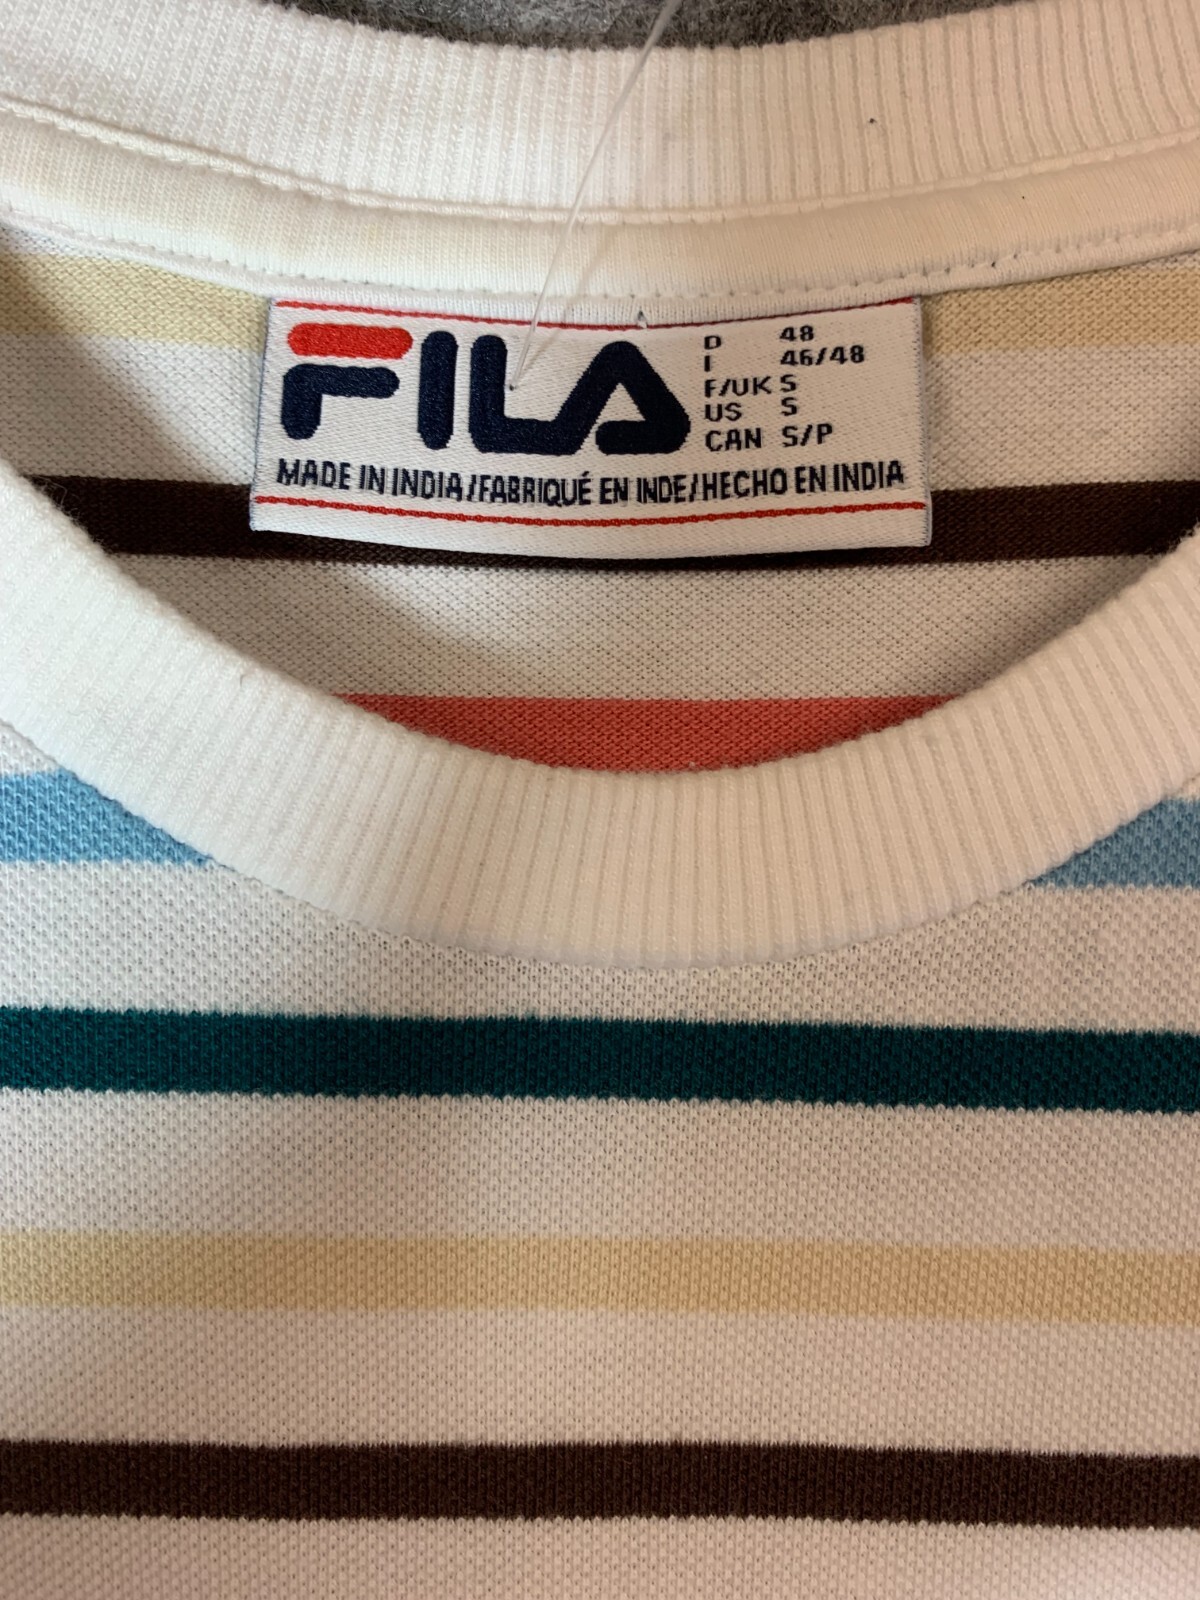 FILA
D 48
I 46/48
F/UK S
US S
CAN S/P
MADE IN INDIA/FABRIQUÉ EN INDE/HECHO EN INDIA